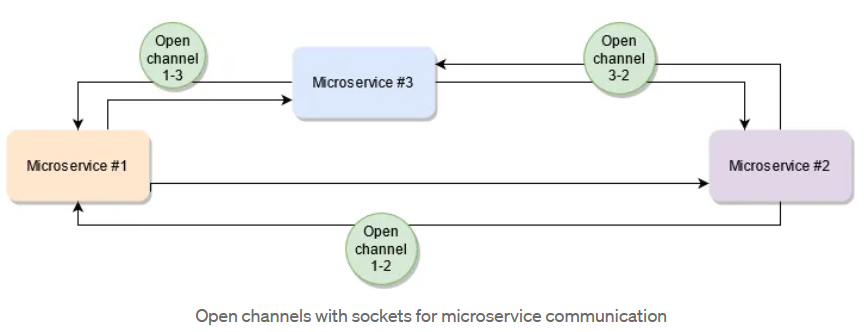 Open
channel
1-3
Microservice #3
Open
channel
3-2
Microservice #1
Microservice #2
Open
channel
1-2
Open channels with sockets for microservice communication